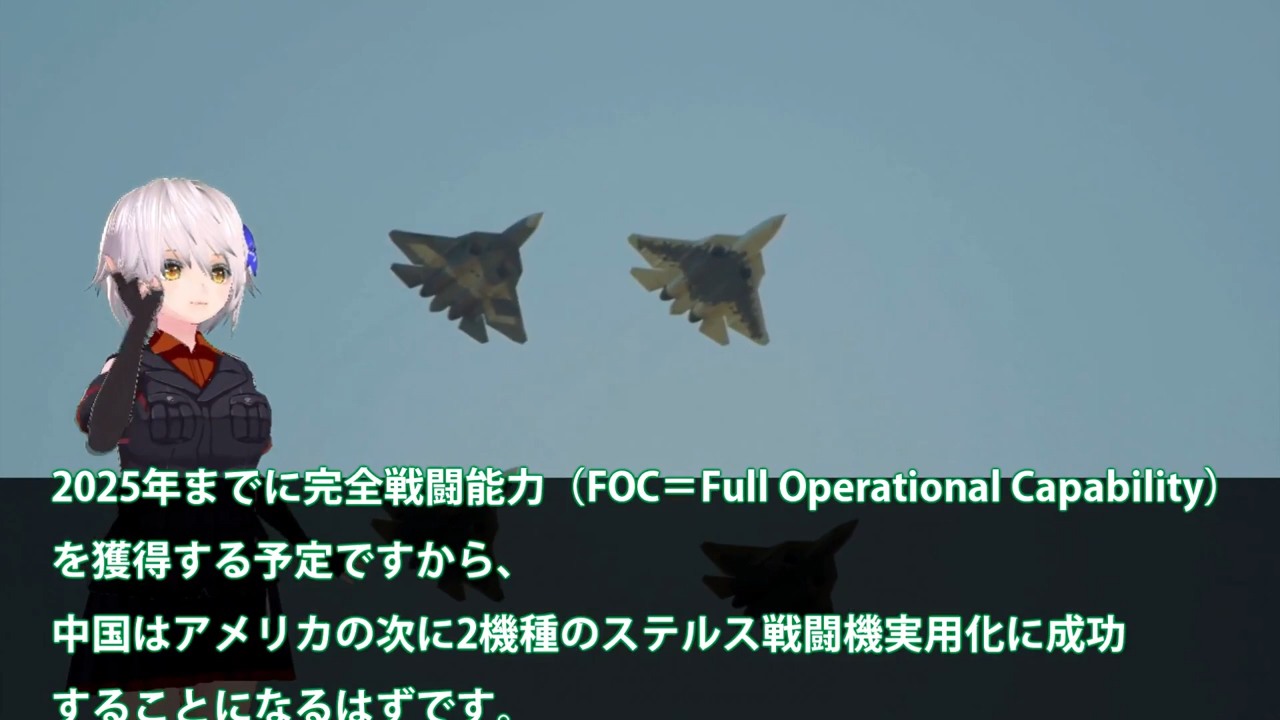 2025年までに完全戦闘能力（FOC＝Full Operational Capability）
を獲得する予定ですから、
中国はアメリカの次に2機種のステルス戦闘機実用化に成功
することになるはずです。